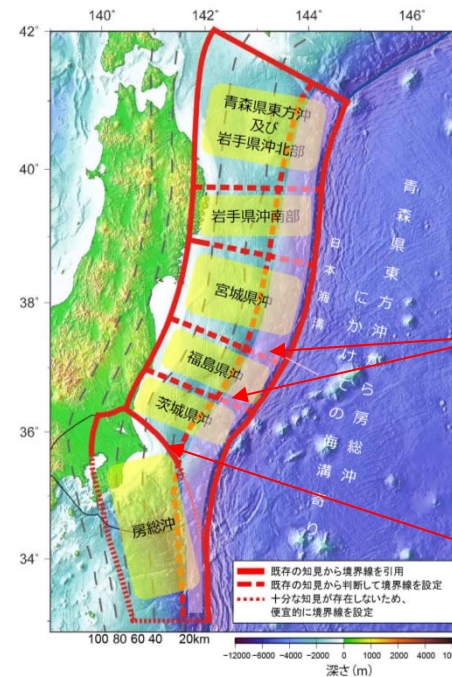 140° 142° 144° 146°
42°
40°
38°
36°
34°
青森県東方沖
及び
岩手県沖北部
岩手県沖南部
宮城県沖
福島県沖
茨城県沖
房総沖
日本海溝
青森県東方沖から房総沖
にかけての海溝寄り
既存の知見から境界線を引用
既存の知見から判断して境界線を設定
十分な知見が存在しないため、
便宜的に境界線を設定
100 80 60 40 20km
-12000 -8000 -6000 -4000 -2000 0 1000 2000 4000
深さ(m)